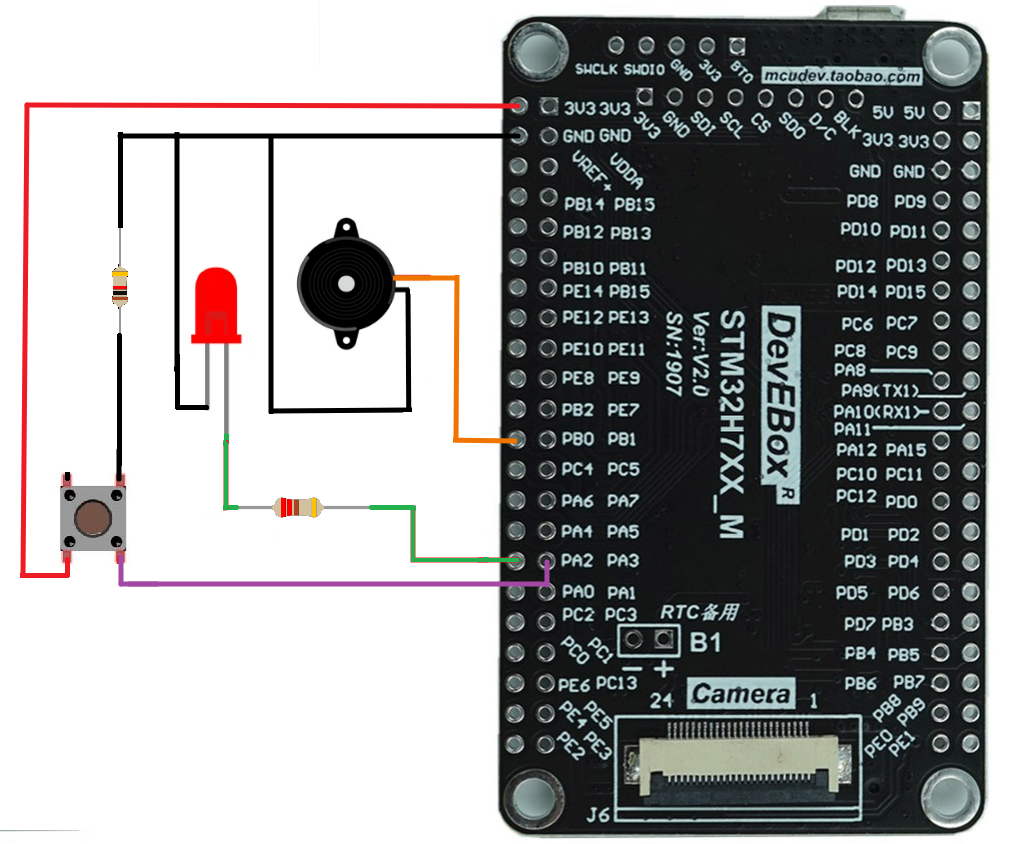 SWCLK SWDIO GND 3V3 BT0
mcudev.taobao.com
3V3 GND SDI SCL CS SDO D/C BLK
3V3 3V3
GND GND
VREF+ VDDA
PB14 PB15
PB12 PB13
PB10 PB11
PE14 PB15
PE12 PE13
PE10 PE11
PE8 PE9
PB2 PE7
PB0 PB1
PC4 PC5
PA6 PA7
PA4 PA5
PA2 PA3
PA0 PA1
PC2 PC3
PC0 PC1
PE6 PC13
PE4 PE5
PE2 PE3
5V 5V
3V3 3V3
GND GND
PD8 PD9
PD10 PD11
PD12 PD13
PD14 PD15
PC6 PC7
PC8 PC9
PA8
PA9(TX1)
PA10(RX1)
PA11
PA12 PA15
PC10 PC11
PC12 PD0
PD1 PD2
PD3 PD4
PD5 PD6
PD7 PB3
PB4 PB5
PB6 PB7
PB8 PB9
PE0 PE1
DevEBox R
STM32H7XX_M
Ver:V2.0
SN:1907
RTC备用
B1
− +
24 Camera 1
J6